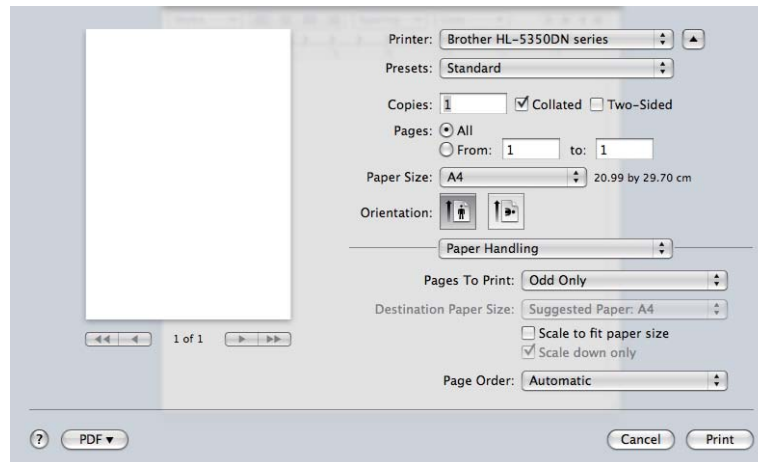 Printer: Brother HL-5350DN series
Presets: Standard
Copies: 1 Collated Two-Sided
Pages: All
From: 1 to: 1
Paper Size: A4 20.99 by 29.70 cm
Orientation:
Paper Handling
Pages To Print: Odd Only
Destination Paper Size: Suggested Paper: A4
Scale to fit paper size
1 of 1
Scale down only
Page Order: Automatic
? PDF Cancel Print